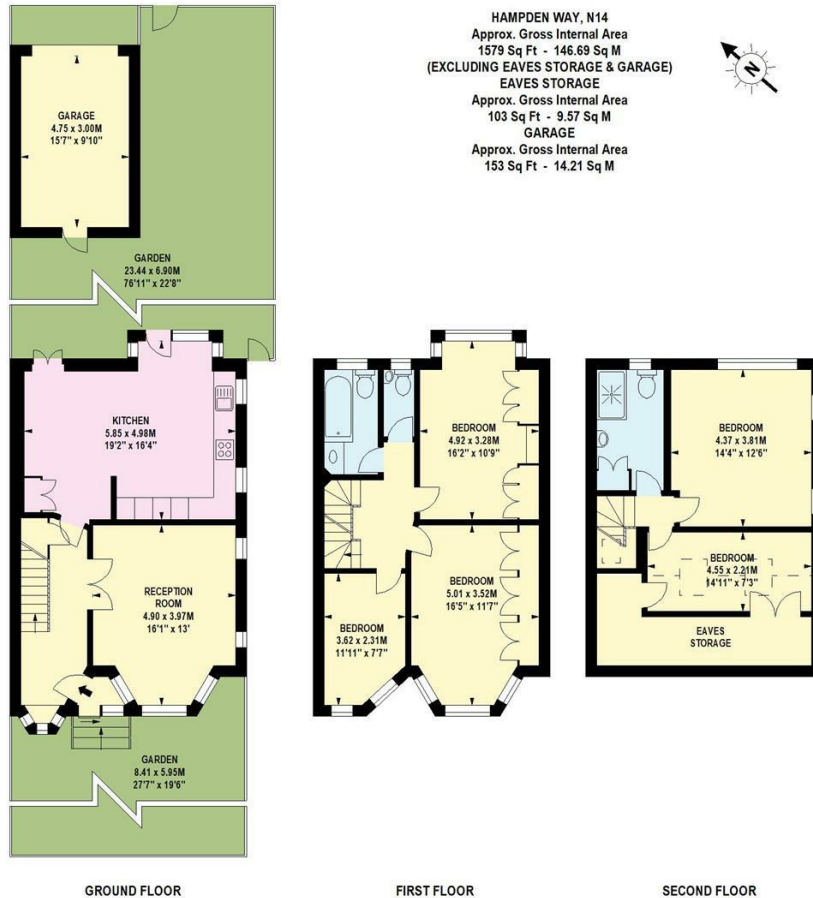 HAMPDEN WAY, N14
Approx. Gross Internal Area
1579 Sq Ft - 146.69 Sq M
(EXCLUDING EAVES STORAGE & GARAGE)
EAVES STORAGE
Approx. Gross Internal Area
103 Sq Ft - 9.57 Sq M
GARAGE
Approx. Gross Internal Area
153 Sq Ft - 14.21 Sq M
N
GARAGE
4.75 x 3.00M
15'7" x 9'10"
GARDEN
23.44 x 6.90M
76'11" x 22'8"
KITCHEN
5.85 x 4.98M
19'2" x 16'4"
RECEPTION
ROOM
4.90 x 3.97M
16'1" x 13'
GARDEN
8.41 x 5.95M
27'7" x 19'6"
BEDROOM
4.92 x 3.28M
16'2" x 10'9"
BEDROOM
5.01 x 3.52M
16'5" x 11'7"
BEDROOM
3.62 x 2.31M
11'11" x 7'7"
BEDROOM
4.37 x 3.81M
14'4" x 12'6"
BEDROOM
4.55 x 2.21M
14'11" x 7'3"
EAVES
STORAGE
GROUND FLOOR
FIRST FLOOR
SECOND FLOOR